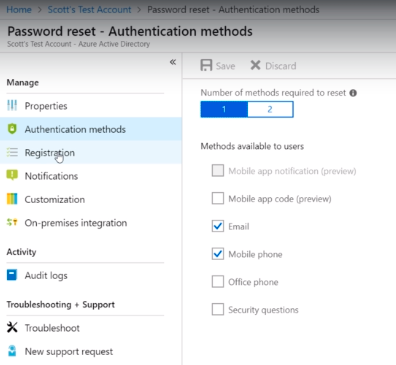 Home > Scott's Test Account > Password reset - Authentication methods
Password reset - Authentication methods
Scott's Test Account - Azure Active Directory
«
Manage
Properties
Authentication methods
Registration
Notifications
Customization
On-premises integration
Activity
Audit logs
Troubleshooting + Support
Troubleshoot
New support request
Save Discard
Number of methods required to reset
1 2
Methods available to users
Mobile app notification (preview)
Mobile app code (preview)
Email
Mobile phone
Office phone
Security questions